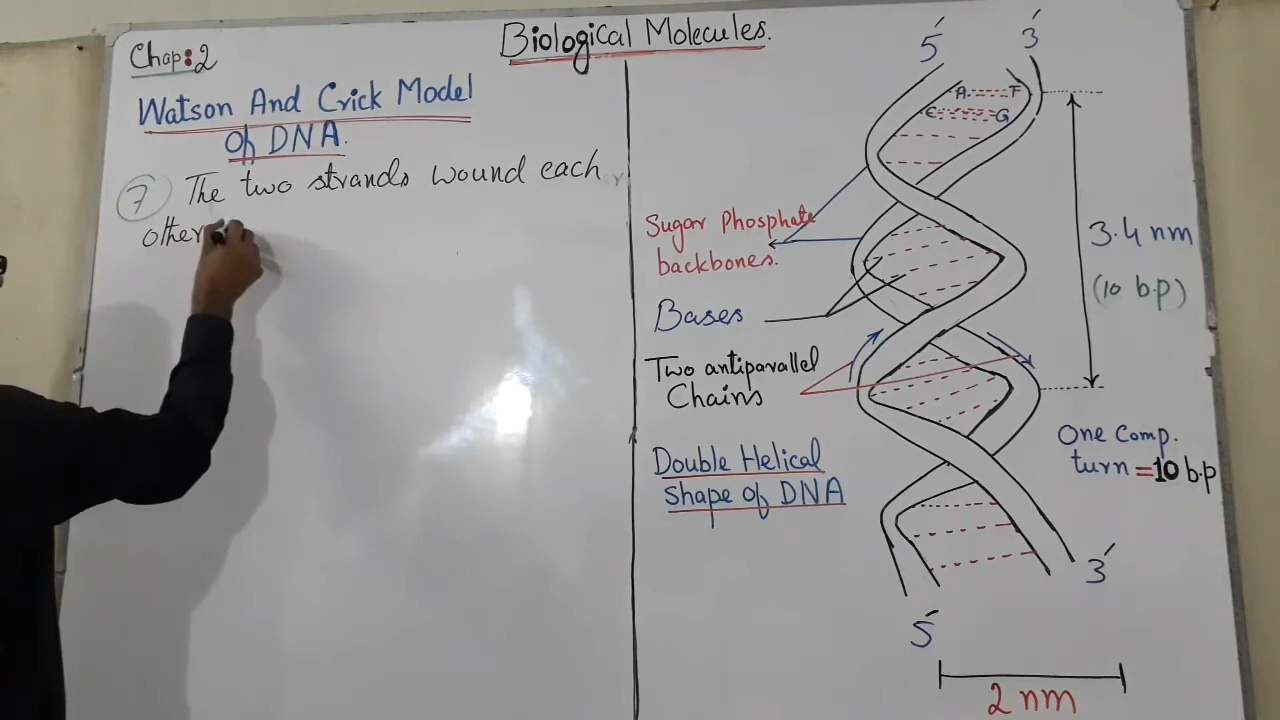 Biological Molecules.
Chap:2
Watson And Crick Model
of DNA.
7 The two strands wound each
other
5′ 3′
A T
C G
Sugar Phosphate
backbones.
Bases
Two antiparallel
Chains
Double Helical
shape of DNA
3.4 nm
(10 b.p)
One Comp.
turn = 10 b.p
3′
5′
2 nm